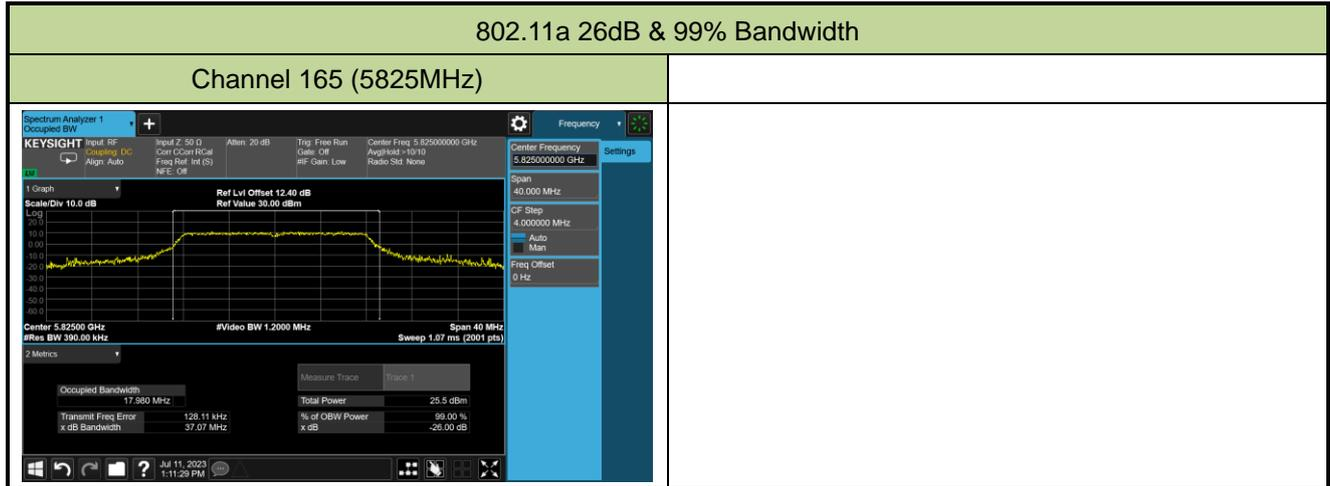 802.11a 26dB & 99% Bandwidth
Channel 165 (5825MHz)
Spectrum Analyzer 1
Occupied BW
Frequency
KEYSIGHT
Input: RF
Coupling: DC
Align: Auto
Input Z: 50 Ω
Corr CCorr RCal
Freq Ref: Int (S)
NFE: Off
Atten: 20 dB
Trig: Free Run
Gate: Off
#IF Gain: Low
Center Freq: 5.825000000 GHz
Avg|Hold:>10/10
Radio Std: None
Center Frequency
5.825000000 GHz
Settings
Span
40.000 MHz
CF Step
4.000000 MHz
Auto
Man
Freq Offset
0 Hz
1 Graph
Scale/Div 10.0 dB
Ref Lvl Offset 12.40 dB
Ref Value 30.00 dBm
Log
20.0
10.0
0.00
-10.0
-20.0
-30.0
-40.0
-50.0
-60.0
Center 5.82500 GHz
#Res BW 390.00 kHz
#Video BW 1.2000 MHz
Span 40 MHz
Sweep 1.07 ms (2001 pts)
2 Metrics
Measure Trace
Trace 1
Occupied Bandwidth
17.980 MHz
Total Power
25.5 dBm
Transmit Freq Error
128.11 kHz
% of OBW Power
99.00 %
x dB Bandwidth
37.07 MHz
x dB
-26.00 dB
Jul 11, 2023
1:11:29 PM